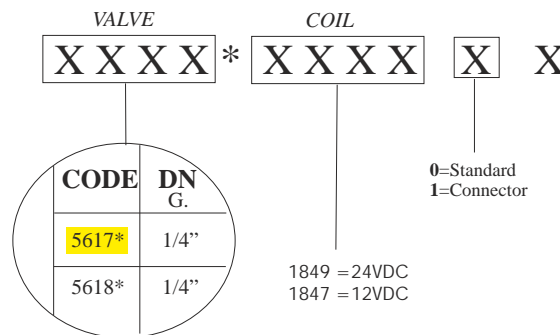 VALVE COIL
X X X X * X X X X X X
0=Standard
1=Connector
CODE DN
G.
5617* 1/4”
5618* 1/4”
1849 =24VDC
1847 =12VDC